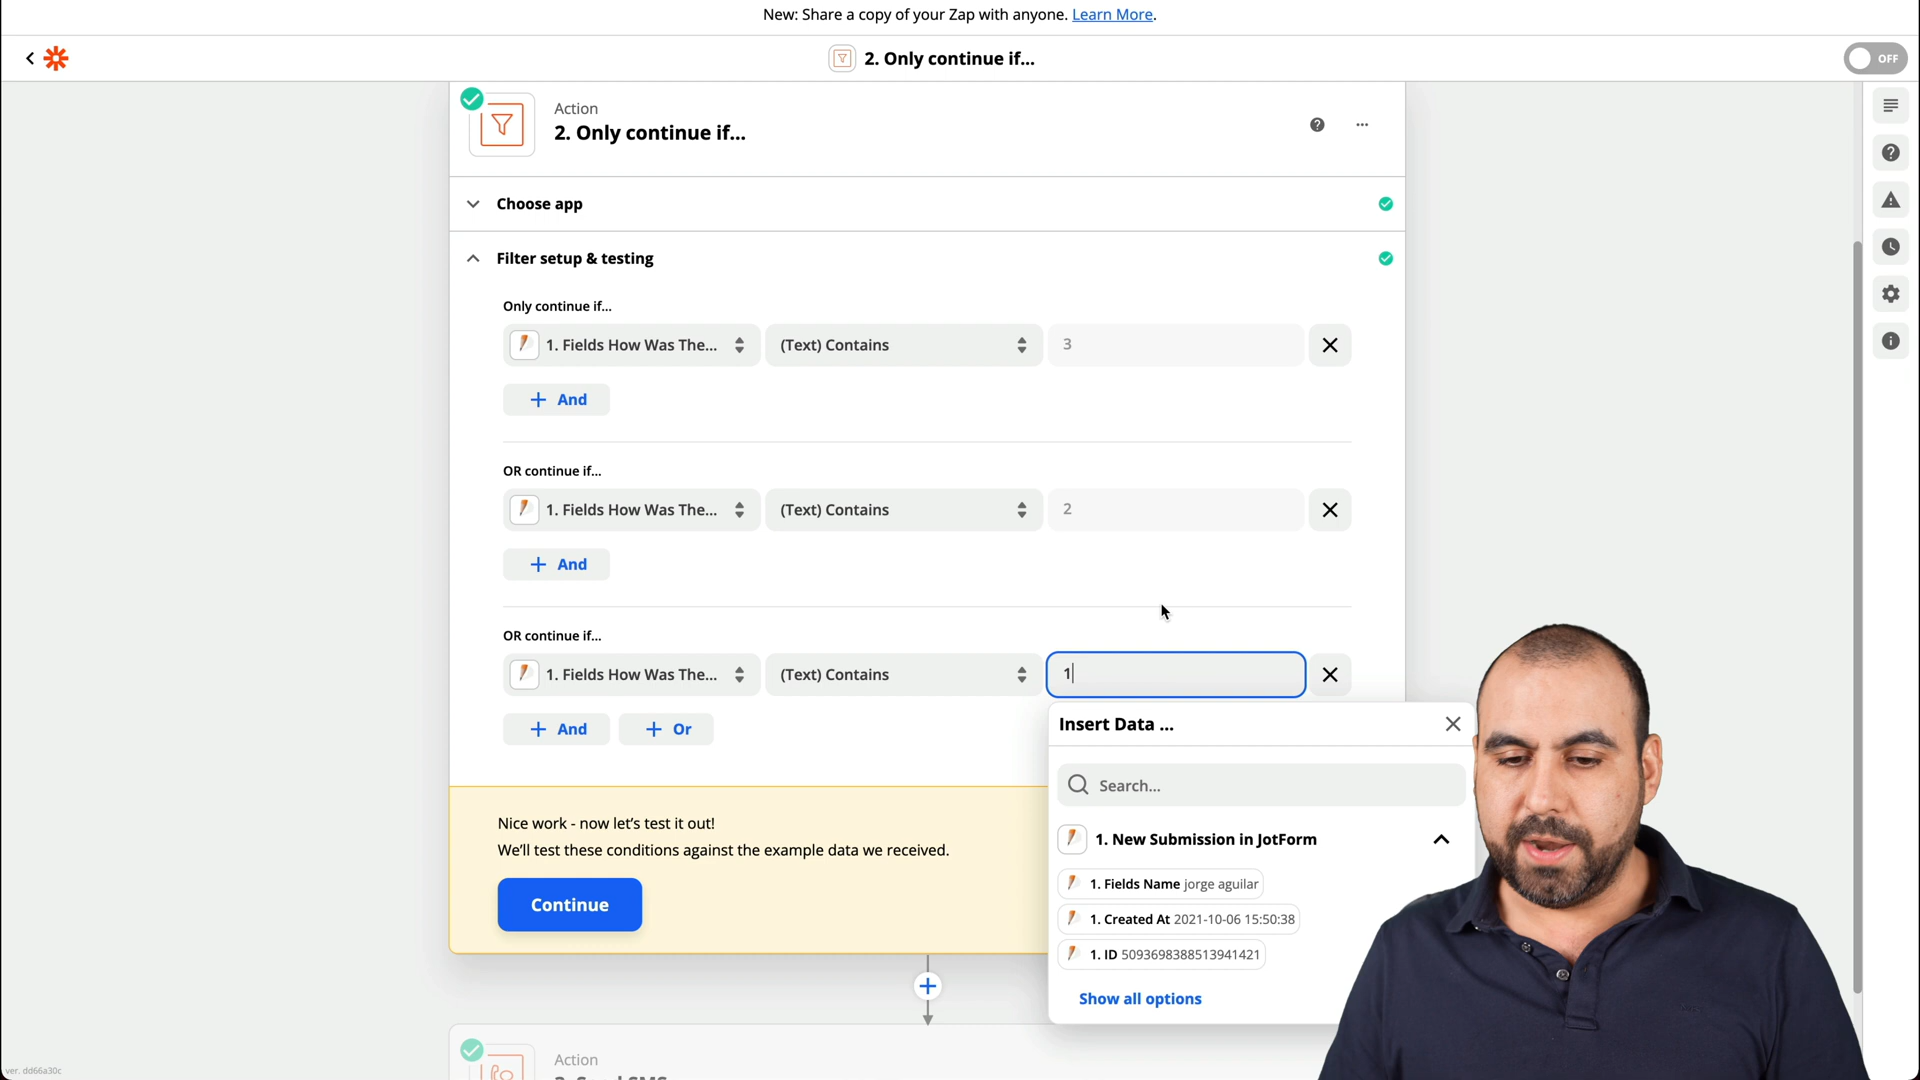 New: Share a copy of your Zap with anyone. Learn More.
2. Only continue if...
OFF
Action
2. Only continue if...
Choose app
Filter setup & testing
Only continue if...
1. Fields How Was The... (Text) Contains 3
+ And
OR continue if...
1. Fields How Was The... (Text) Contains 2
+ And
OR continue if...
1. Fields How Was The... (Text) Contains 1
+ And + Or
Insert Data ...
Search...
1. New Submission in JotForm
1. Fields Name jorge aguilar
1. Created At 2021-10-06 15:50:38
1. ID 5093698388513941421
Show all options
Nice work - now let's test it out!
We'll test these conditions against the example data we received.
Continue
Action
ver. dd66a30c